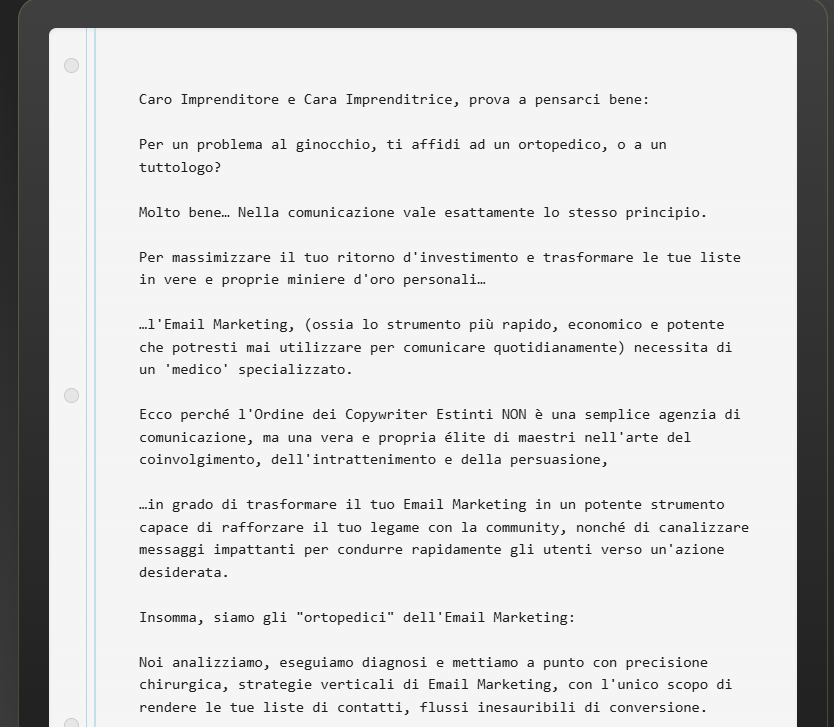 Caro Imprenditore e Cara Imprenditrice, prova a pensarci bene:
Per un problema al ginocchio, ti affidi ad un ortopedico, o a un
tuttologo?
Molto bene… Nella comunicazione vale esattamente lo stesso principio.
Per massimizzare il tuo ritorno d'investimento e trasformare le tue liste
in vere e proprie miniere d'oro personali…
…l'Email Marketing, (ossia lo strumento più rapido, economico e potente
che potresti mai utilizzare per comunicare quotidianamente) necessita di
un 'medico' specializzato.
Ecco perché l'Ordine dei Copywriter Estinti NON è una semplice agenzia di
comunicazione, ma una vera e propria élite di maestri nell'arte del
coinvolgimento, dell'intrattenimento e della persuasione,
…in grado di trasformare il tuo Email Marketing in un potente strumento
capace di rafforzare il tuo legame con la community, nonché di canalizzare
messaggi impattanti per condurre rapidamente gli utenti verso un'azione
desiderata.
Insomma, siamo gli "ortopedici" dell'Email Marketing:
Noi analizziamo, eseguiamo diagnosi e mettiamo a punto con precisione
chirurgica, strategie verticali di Email Marketing, con l'unico scopo di
rendere le tue liste di contatti, flussi inesauribili di conversione.